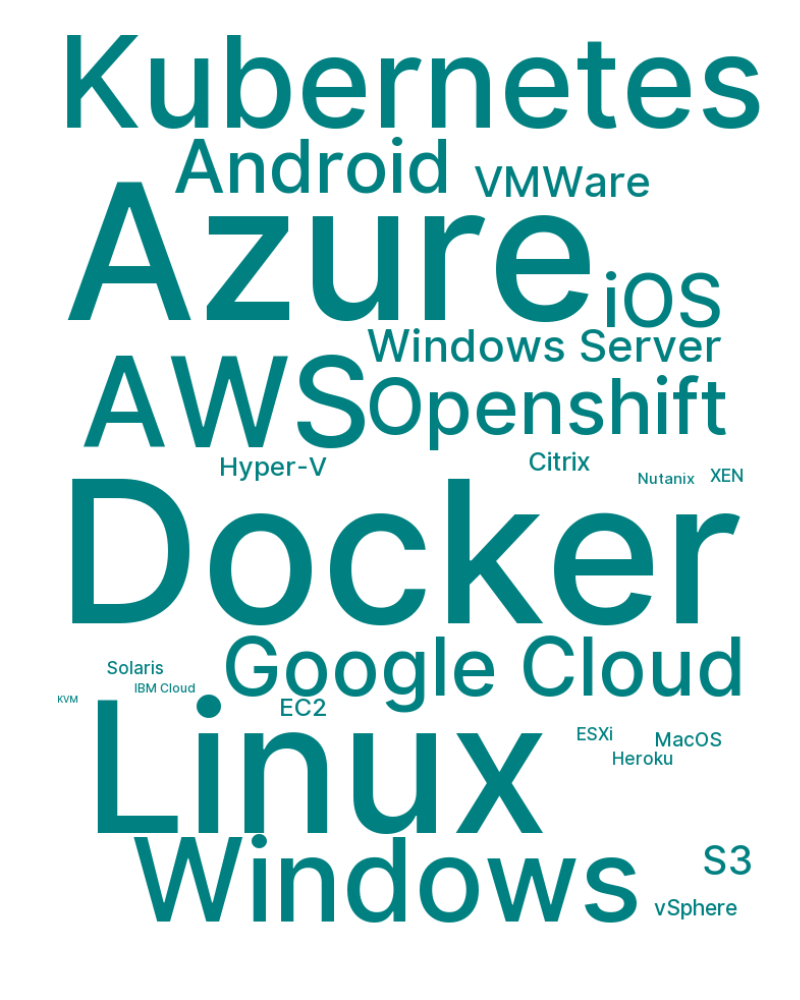 Kubernetes
Android VMWare
Azure iOS
Windows Server
AWS Openshift
Hyper-V Citrix Nutanix XEN
Docker
Google Cloud
Solaris
IBM Cloud
KVM EC2
Linux ESXi MacOS
Heroku
Windows S3
vSphere